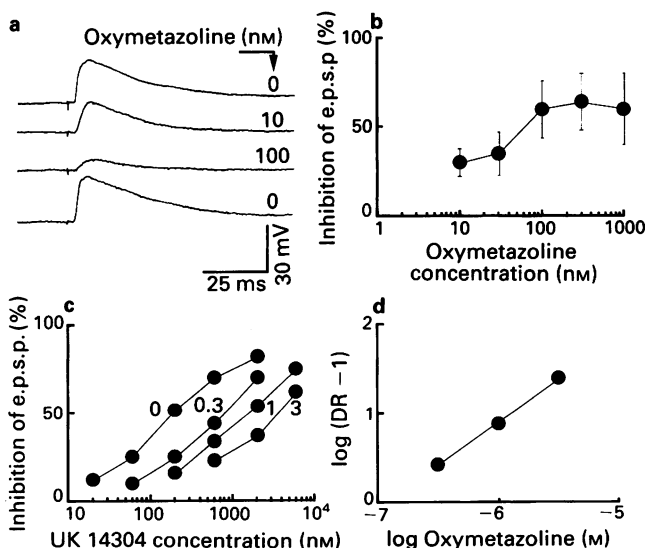 a
Oxymetazoline (nM)
0
10
100
0
30 mV
25 ms
b
Inhibition of e.p.s.p (%)
100
50
0
1
10
100
1000
Oxymetazoline
concentration (nM)
c
Inhibition of e.p.s.p. (%)
100
50
0
0
0.3
1
3
10
100
1000
10⁴
UK 14304 concentration (nM)
d
log (DR −1)
2
1
0
−7
−6
−5
log Oxymetazoline (M)